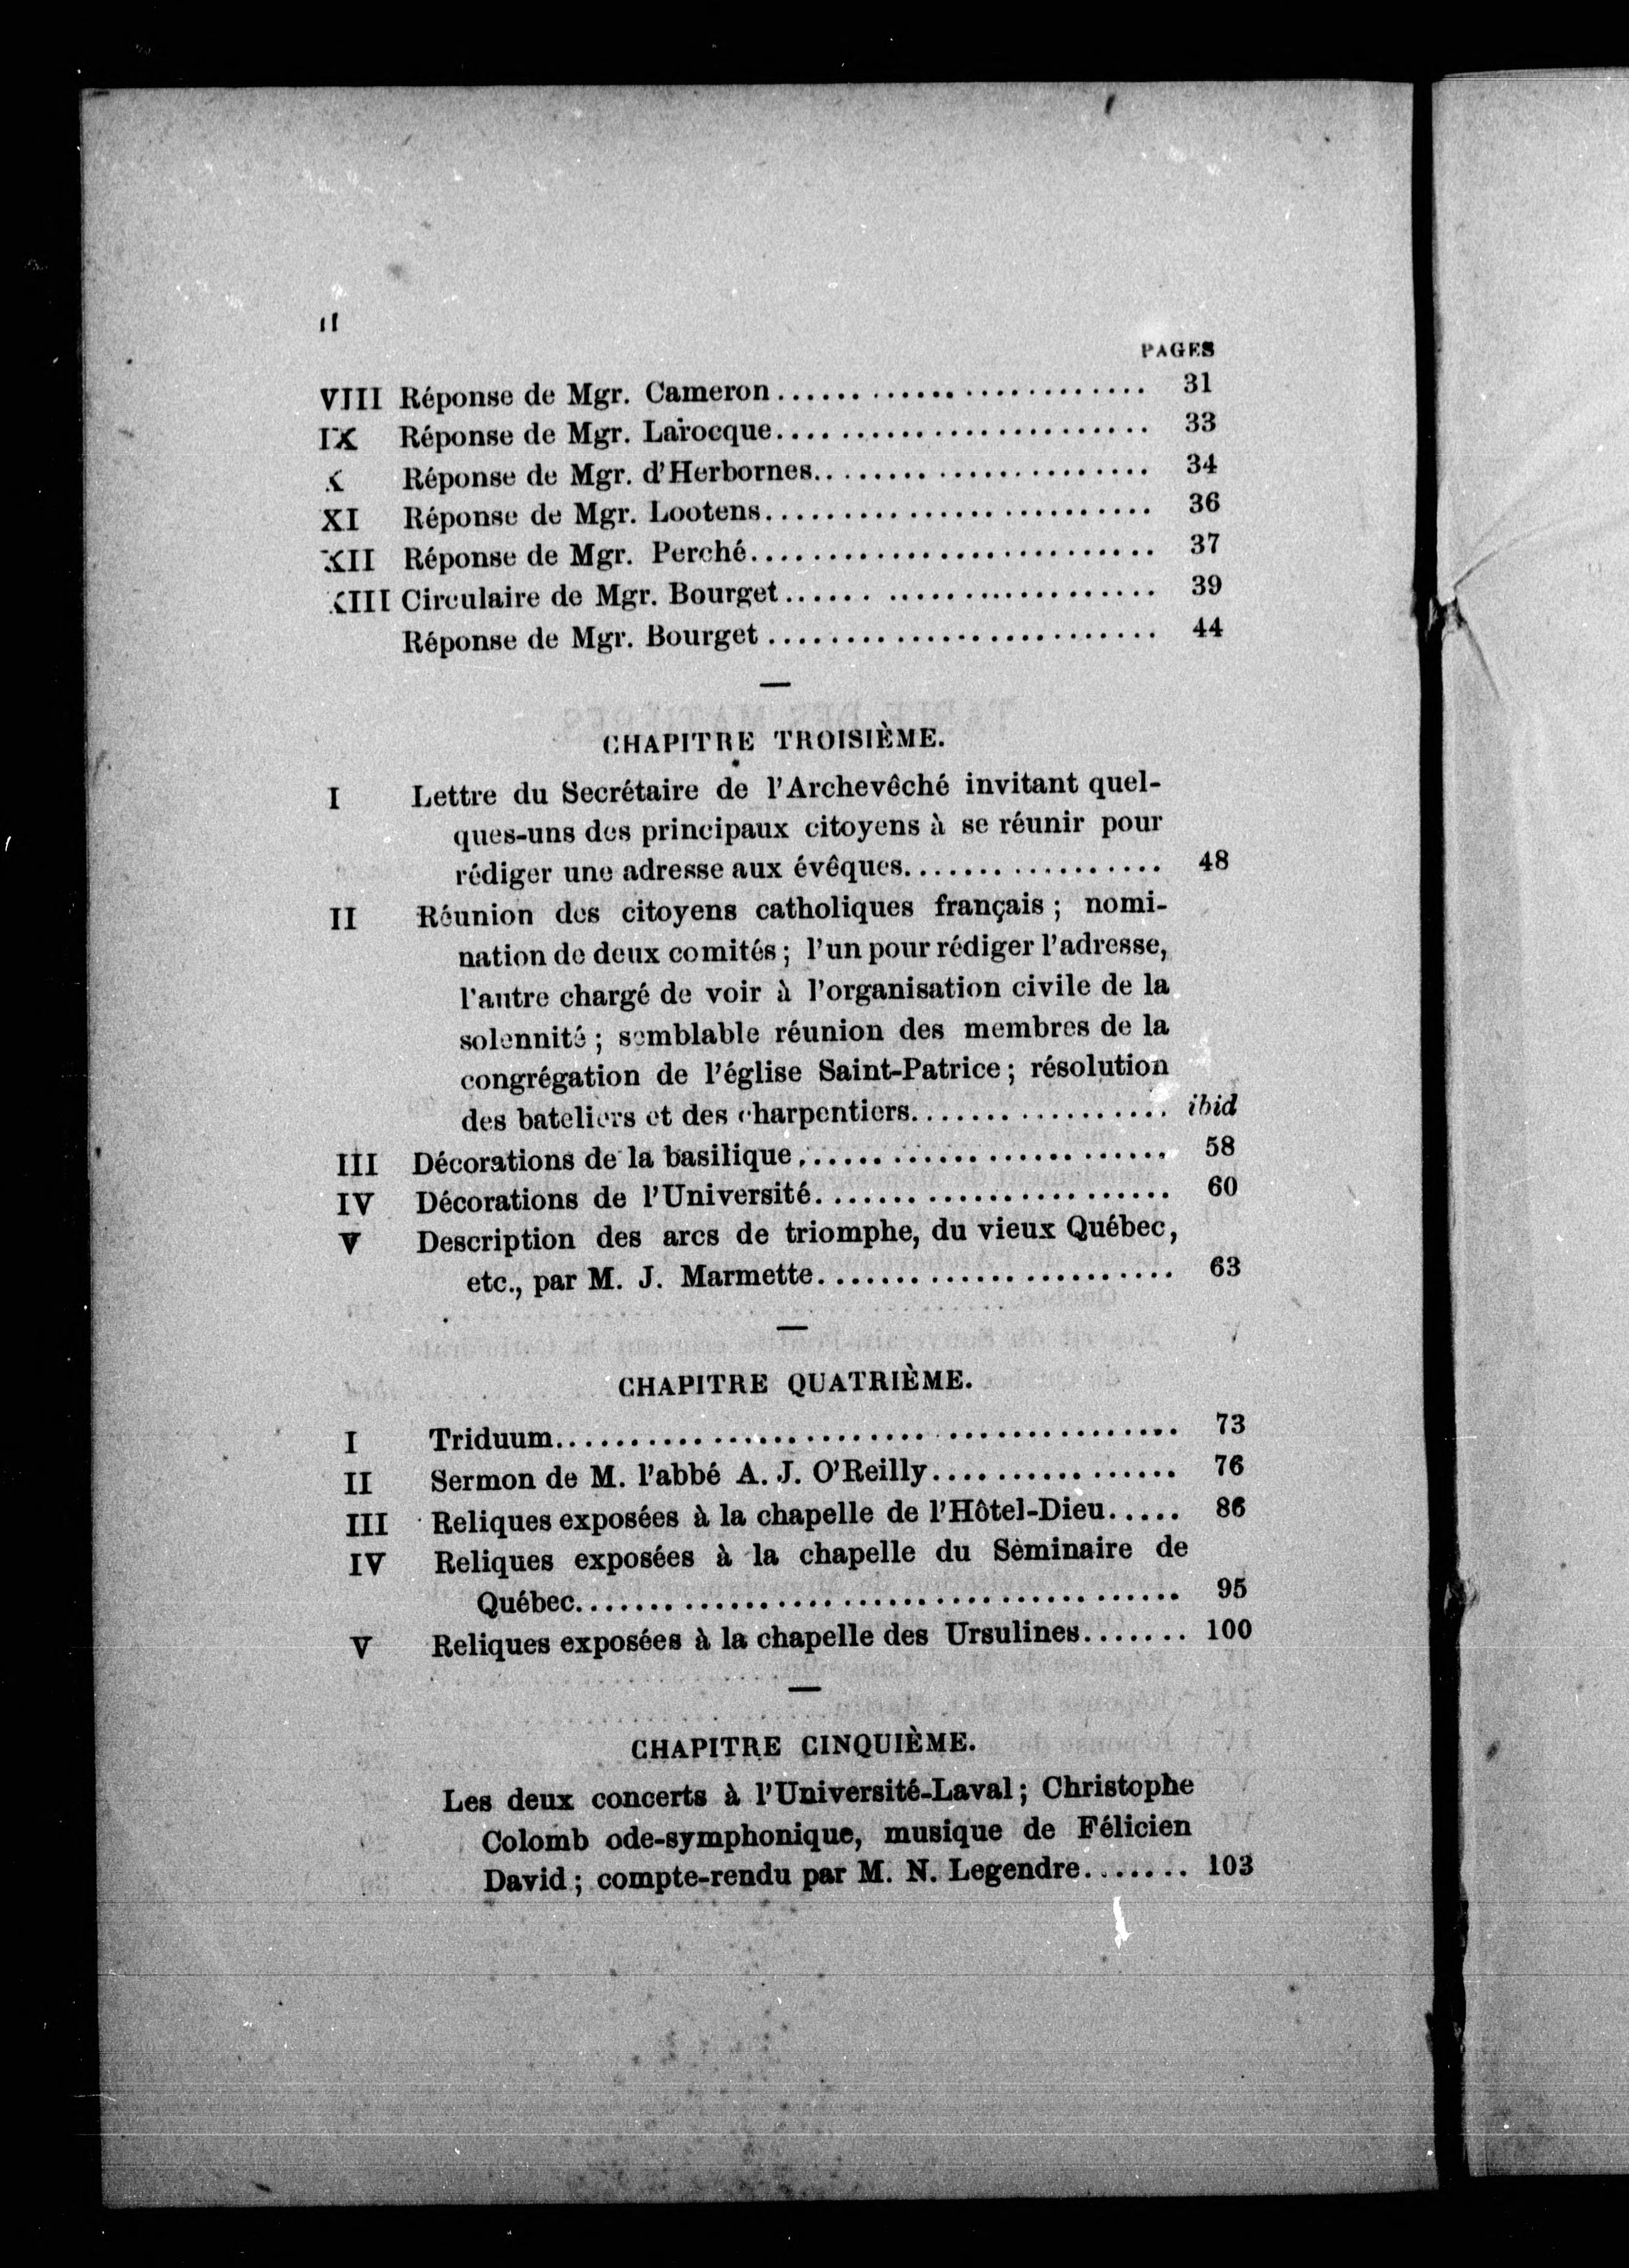 II
PAGES
VIII Réponse de Mgr. Cameron........................ 31
IX Réponse de Mgr. Larocque........................ 33
X Réponse de Mgr. d'Herbornes........................ 34
XI Réponse de Mgr. Lootens........................ 36
XII Réponse de Mgr. Perché........................ 37
XIII Circulaire de Mgr. Bourget........................ 39
Réponse de Mgr. Bourget........................ 44
CHAPITRE TROISIÈME.
I Lettre du Secrétaire de l'Archevêché invitant quel-
ques-uns des principaux citoyens à se réunir pour
rédiger une adresse aux évêques................. 48
II Réunion des citoyens catholiques français ; nomi-
nation de deux comités ; l'un pour rédiger l'adresse,
l'autre chargé de voir à l'organisation civile de la
solennité ; semblable réunion des membres de la
congrégation de l'église Saint-Patrice ; résolution
des bateliers et des charpentiers................. ibid
III Décorations de la basilique........................ 58
IV Décorations de l'Université........................ 60
V Description des arcs de triomphe, du vieux Québec,
etc., par M. J. Marmette........................ 63
CHAPITRE QUATRIÈME.
I Triduum........................................ 73
II Sermon de M. l'abbé A. J. O'Reilly................ 76
III Reliques exposées à la chapelle de l'Hôtel-Dieu..... 86
IV Reliques exposées à la chapelle du Séminaire de
Québec........................................ 95
V Reliques exposées à la chapelle des Ursulines....... 100
CHAPITRE CINQUIÈME.
Les deux concerts à l'Université-Laval ; Christophe
Colomb ode-symphonique, musique de Félicien
David ; compte-rendu par M. N. Legendre....... 103